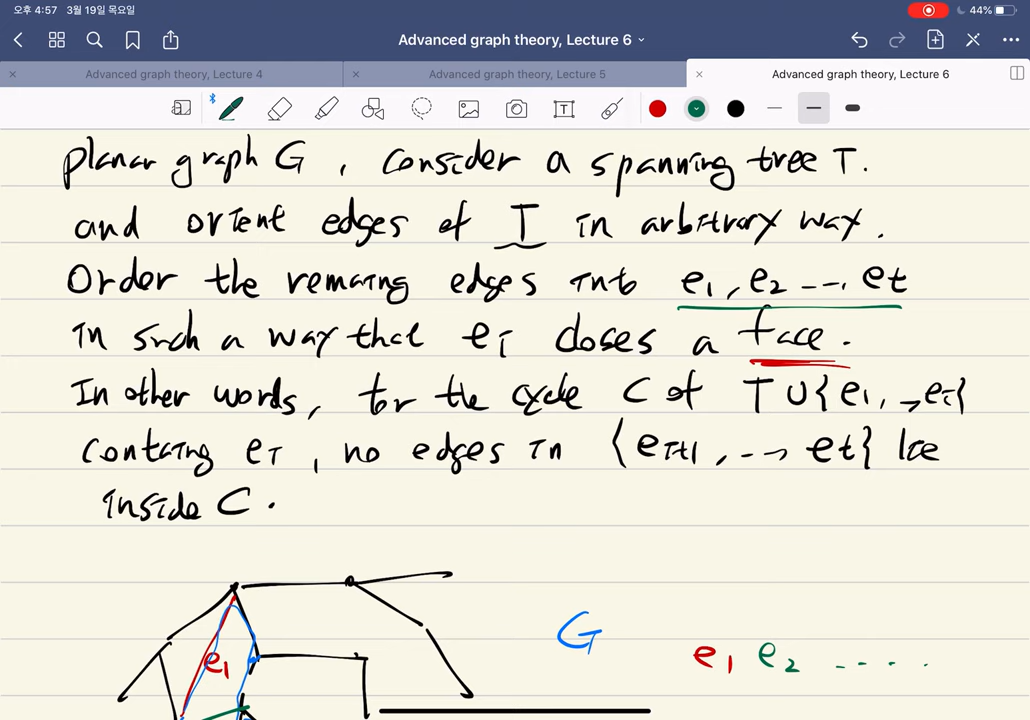 오후 4:57 3월 19일 목요일
44%
Advanced graph theory, Lecture 6
Advanced graph theory, Lecture 4
Advanced graph theory, Lecture 5
Advanced graph theory, Lecture 6
planar graph G, consider a spanning tree T.
and orient edges of T in arbitrary way.
Order the remaing edges into e1, e2 ..., et
in such a way that ei closes a face.
In other words, for the cycle C of T∪{e1, ..., ei}
containg ei, no edges in {ei+1, ..., et} lie
inside C.
G
e1 e2 .....
e1